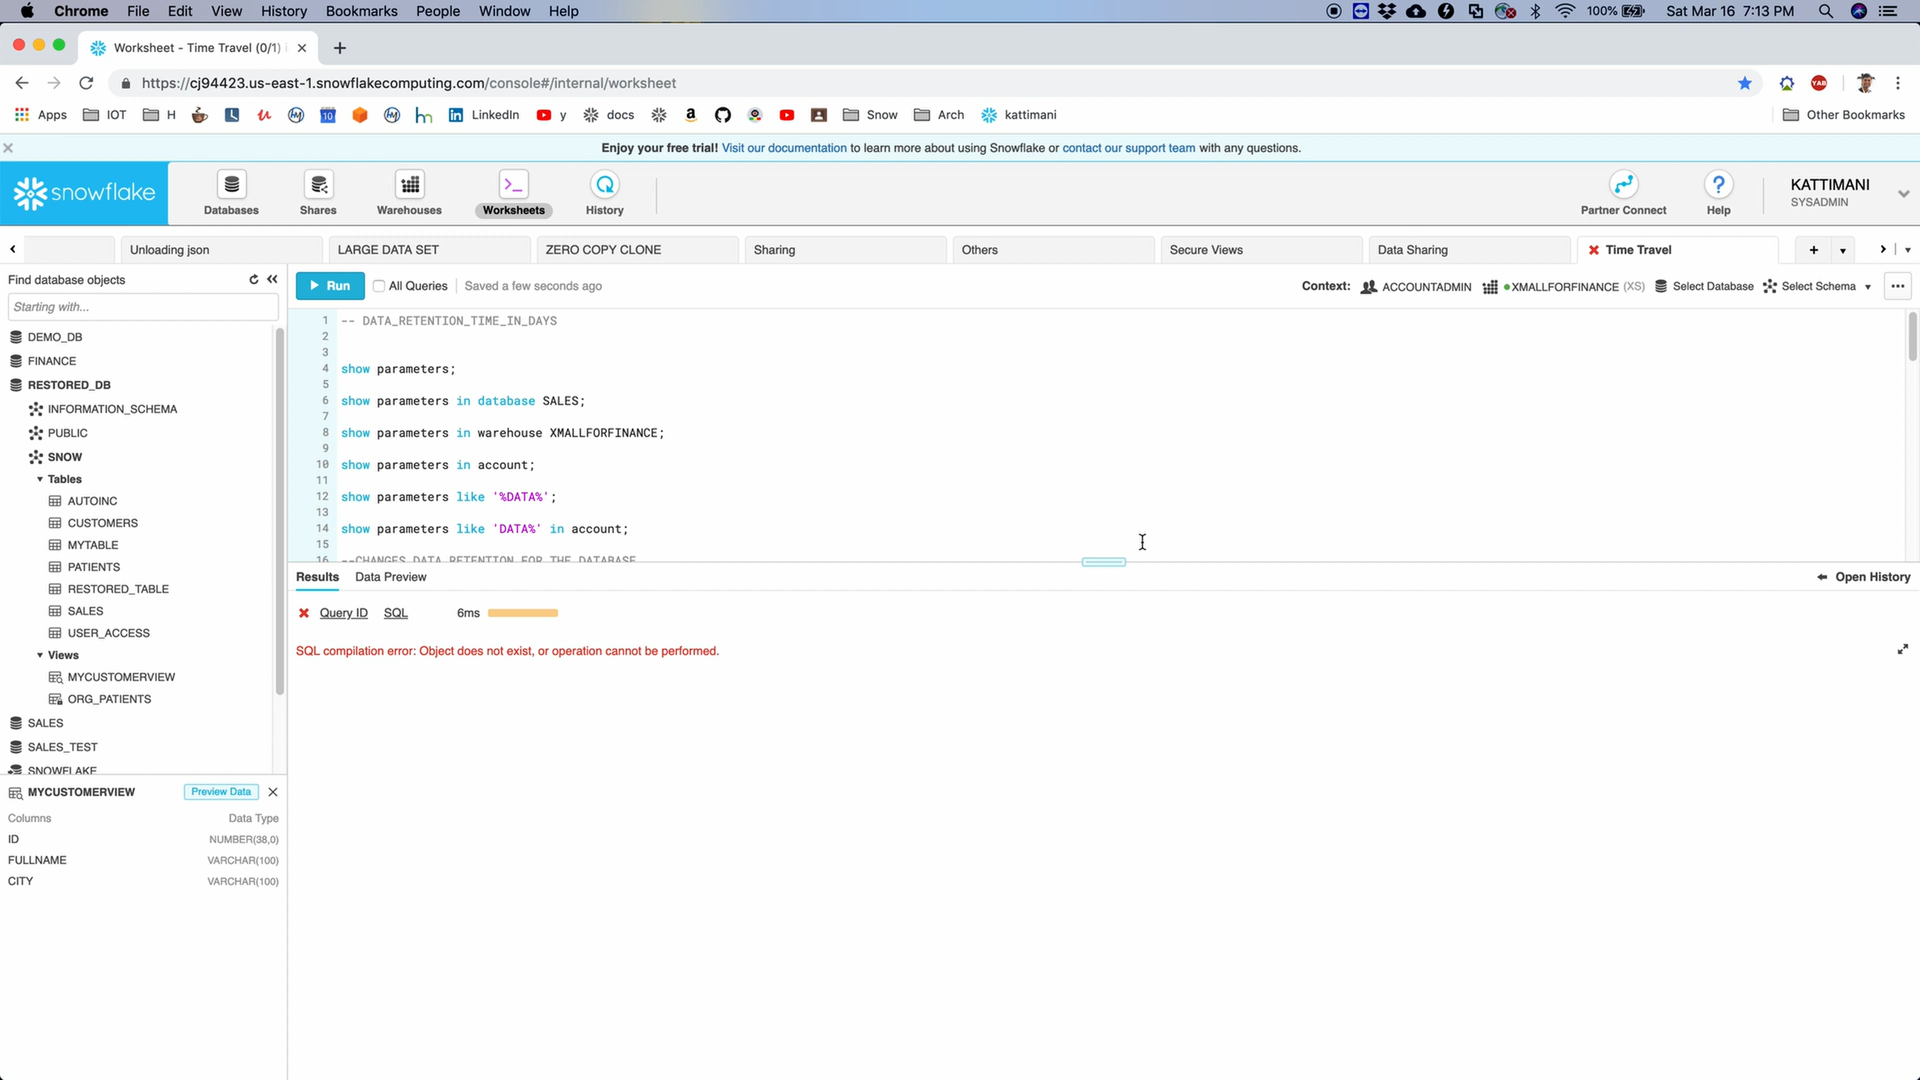 Chrome File Edit View History Bookmarks People Window Help 100% Sat Mar 16 7:13 PM
Worksheet - Time Travel (0/1)
https://cj94423.us-east-1.snowflakecomputing.com/console#/internal/worksheet
Apps IOT H 10 LinkedIn y docs Snow Arch kattimani Other Bookmarks
Enjoy your free trial! Visit our documentation to learn more about using Snowflake or contact our support team with any questions.
snowflake Databases Shares Warehouses Worksheets History Partner Connect Help KATTIMANI
SYSADMIN
Unloading json LARGE DATA SET ZERO COPY CLONE Sharing Others Secure Views Data Sharing Time Travel
Find database objects
Starting with...
DEMO_DB
FINANCE
RESTORED_DB
INFORMATION_SCHEMA
PUBLIC
SNOW
Tables
AUTOINC
CUSTOMERS
MYTABLE
PATIENTS
RESTORED_TABLE
SALES
USER_ACCESS
Views
MYCUSTOMERVIEW
ORG_PATIENTS
SALES
SALES_TEST
SNOWFLAKE
MYCUSTOMERVIEW Preview Data
Columns Data Type
ID NUMBER(38,0)
FULLNAME VARCHAR(100)
CITY VARCHAR(100)
Run All Queries Saved a few seconds ago Context: ACCOUNTADMIN XMALLFORFINANCE (XS) Select Database Select Schema
1 -- DATA_RETENTION_TIME_IN_DAYS
2
3
4 show parameters;
5
6 show parameters in database SALES;
7
8 show parameters in warehouse XMALLFORFINANCE;
9
10 show parameters in account;
11
12 show parameters like '%DATA%';
13
14 show parameters like 'DATA%' in account;
15
16 --CHANGES DATA RETENTION FOR THE DATABASE
Results Data Preview Open History
Query ID SQL 6ms
SQL compilation error: Object does not exist, or operation cannot be performed.